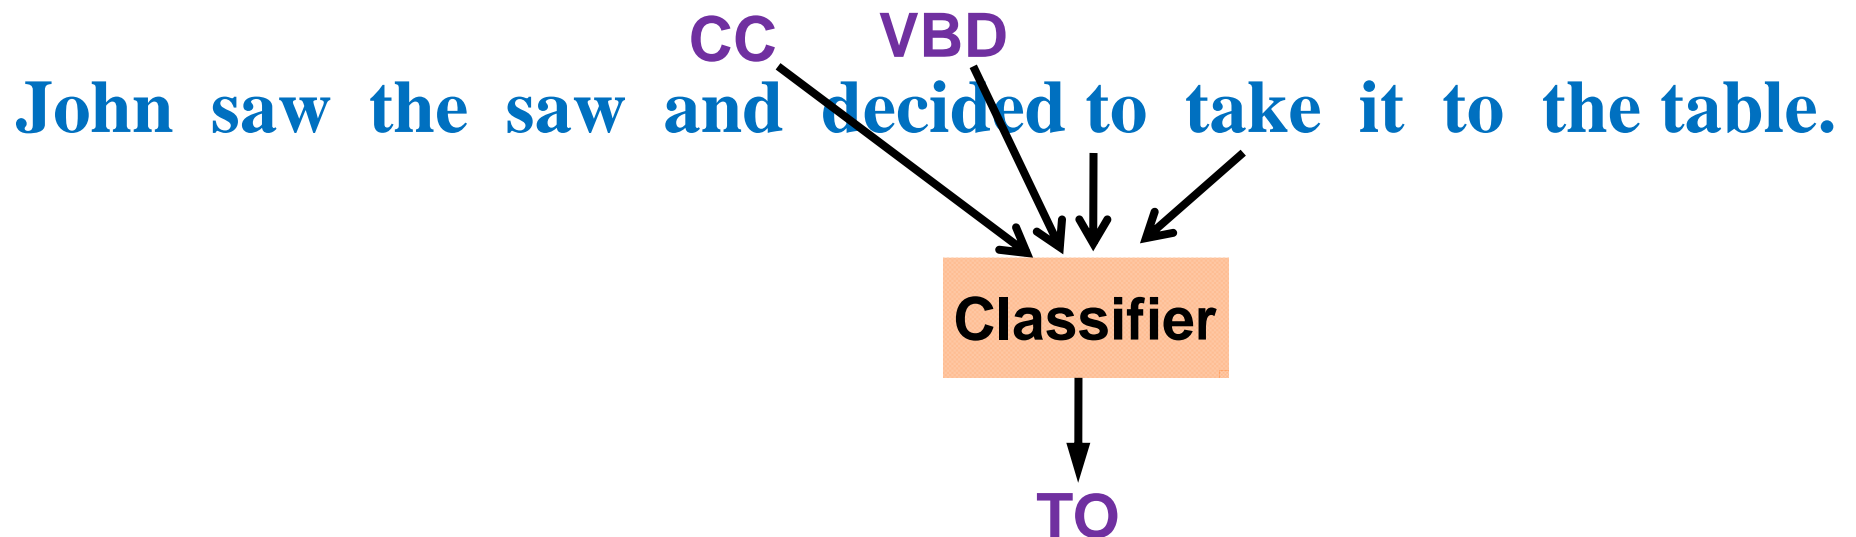 CC VBD
John saw the saw and decided to take it to the table.
Classifier
TO